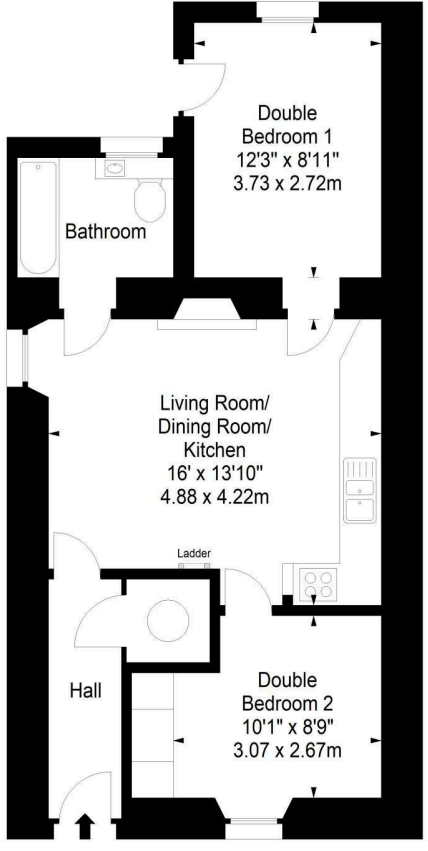 Double
Bedroom 1
12'3" x 8'11"
3.73 x 2.72m
Bathroom
Living Room/
Dining Room/
Kitchen
16' x 13'10"
4.88 x 4.22m
Ladder
Hall
Double
Bedroom 2
10'1" x 8'9"
3.07 x 2.67m